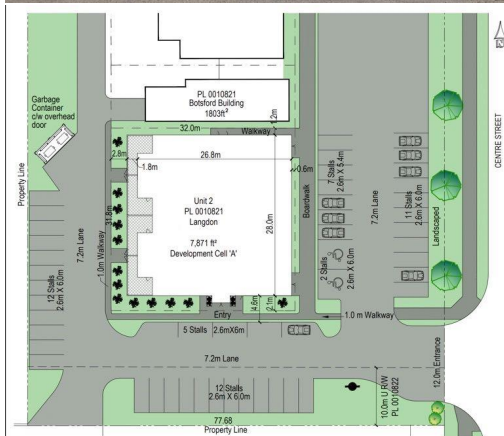 PL 0010821
Botsford Building
1803ft²
1.2m
Walkway
32.0m
Garbage
Container
c/w overhead
door
2.8m
26.8m
1.8m
0.6m
Unit 2
PL 0010821
Langdon
7,871 ft²
Development Cell 'A'
28.0m
31.8m
Boardwalk
7 Stalls
2.6m X 5.4m
2 Stalls
2.6m X 6.0m
7.2m Lane
11 Stalls
2.6m X 6.0m
Landscaped
CENTRE STREET
N
Property Line
7.2m Lane
1.0m Walkway
12 Stalls
2.6m X 6.0m
4.6m
2.1m
Entry
1.0 m Walkway
5 Stalls 2.6mX6m
7.2m Lane
12.0m Entrance
12 Stalls
2.6m X 6.0m
10.0m U R/W
PL 0010822
77.68
Property Line